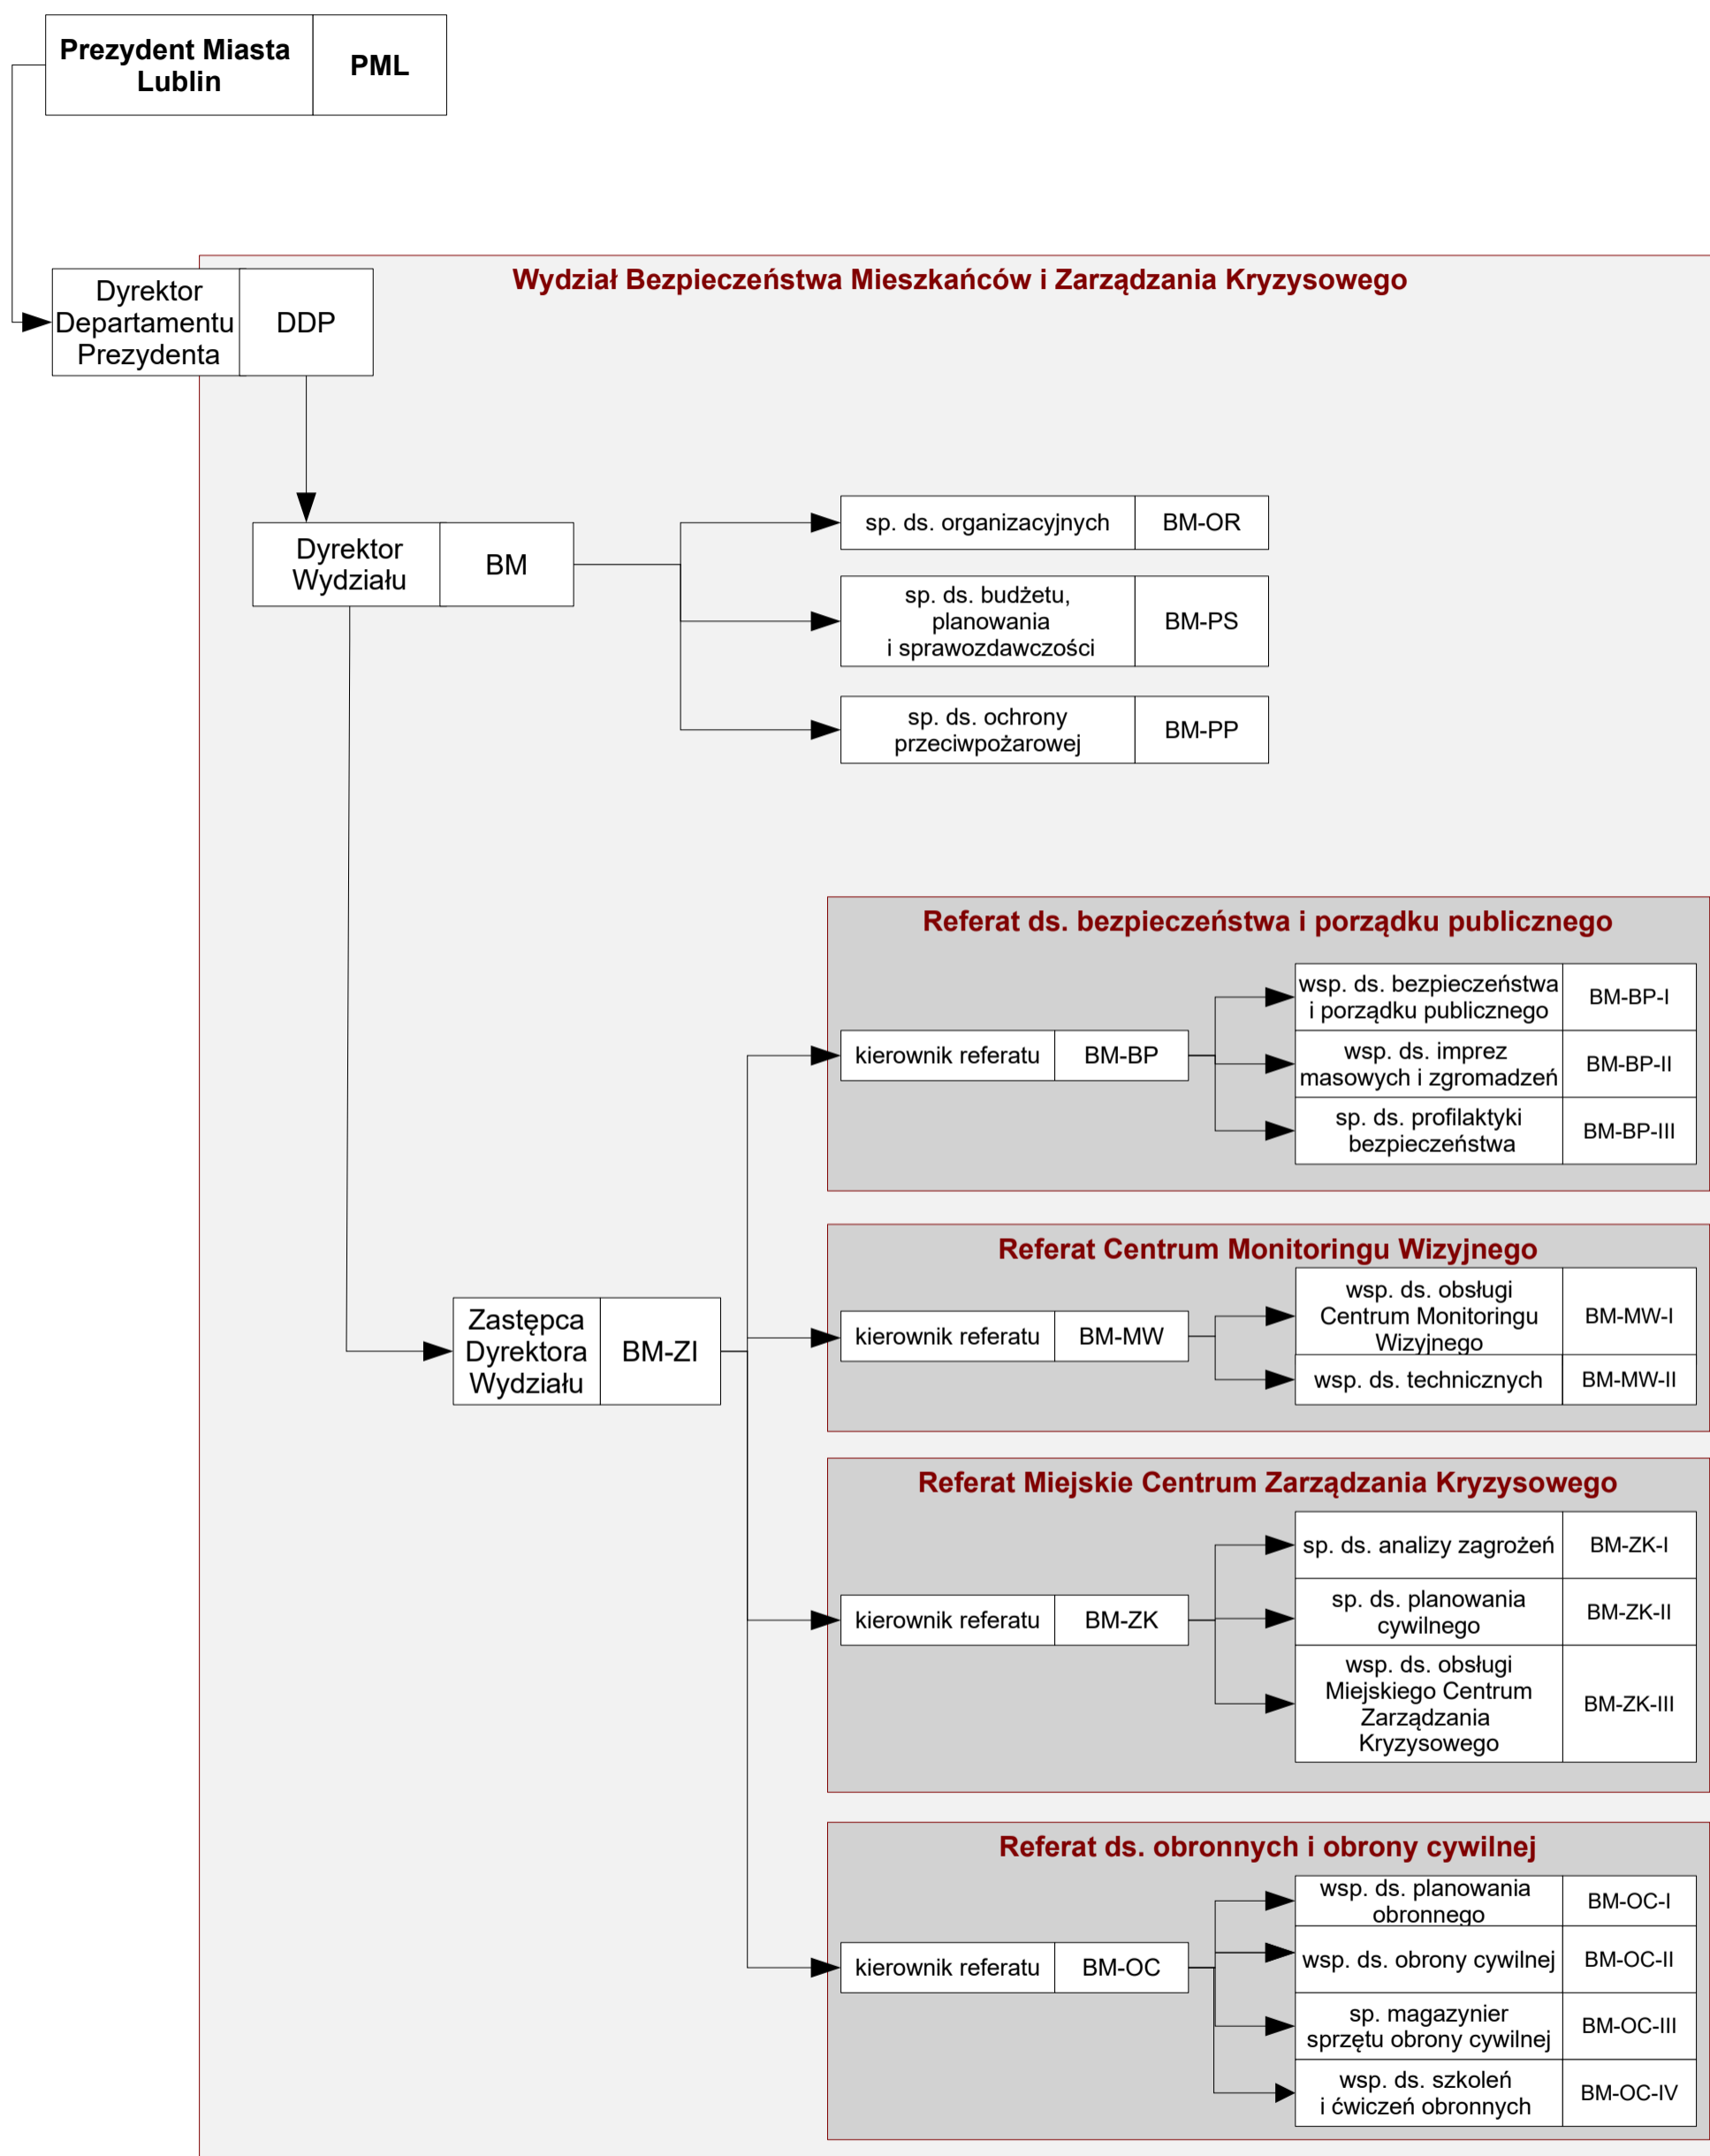 Prezydent Miasta
Lublin
PML
Wydział Bezpieczeństwa Mieszkańców i Zarządzania Kryzysowego
Dyrektor
Departamentu
Prezydenta
DDP
Dyrektor
Wydziału
BM
sp. ds. organizacyjnych
BM-OR
sp. ds. budżetu,
planowania
i sprawozdawczości
BM-PS
sp. ds. ochrony
przeciwpożarowej
BM-PP
Zastępca
Dyrektora
Wydziału
BM-ZI
Referat ds. bezpieczeństwa i porządku publicznego
kierownik referatu
BM-BP
wsp. ds. bezpieczeństwa
i porządku publicznego
BM-BP-I
wsp. ds. imprez
masowych i zgromadzeń
BM-BP-II
sp. ds. profilaktyki
bezpieczeństwa
BM-BP-III
Referat Centrum Monitoringu Wizyjnego
kierownik referatu
BM-MW
wsp. ds. obsługi
Centrum Monitoringu
Wizyjnego
BM-MW-I
wsp. ds. technicznych
BM-MW-II
Referat Miejskie Centrum Zarządzania Kryzysowego
kierownik referatu
BM-ZK
sp. ds. analizy zagrożeń
BM-ZK-I
sp. ds. planowania
cywilnego
BM-ZK-II
wsp. ds. obsługi
Miejskiego Centrum
Zarządzania
Kryzysowego
BM-ZK-III
Referat ds. obronnych i obrony cywilnej
kierownik referatu
BM-OC
wsp. ds. planowania
obronnego
BM-OC-I
wsp. ds. obrony cywilnej
BM-OC-II
sp. magazynier
sprzętu obrony cywilnej
BM-OC-III
wsp. ds. szkoleń
i ćwiczeń obronnych
BM-OC-IV